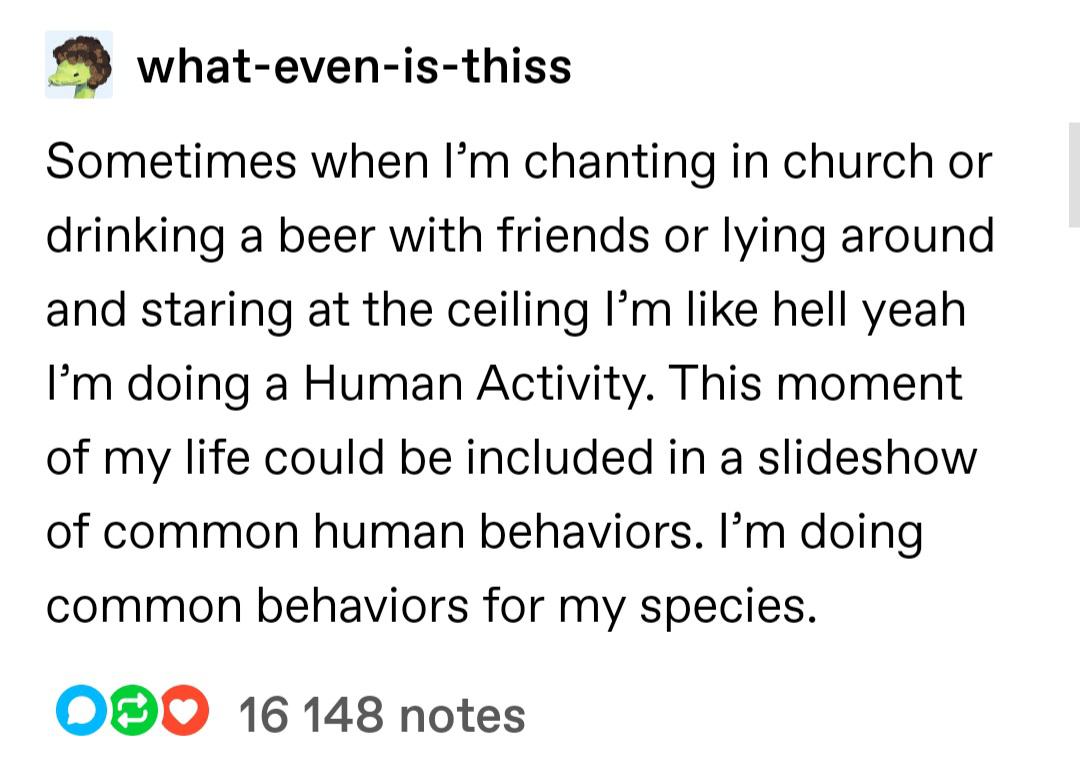 what-even-is-thiss
Sometimes when I’m chanting in church or
drinking a beer with friends or lying around
and staring at the ceiling I’m like hell yeah
I’m doing a Human Activity. This moment
of my life could be included in a slideshow
of common human behaviors. I’m doing
common behaviors for my species.
16 148 notes